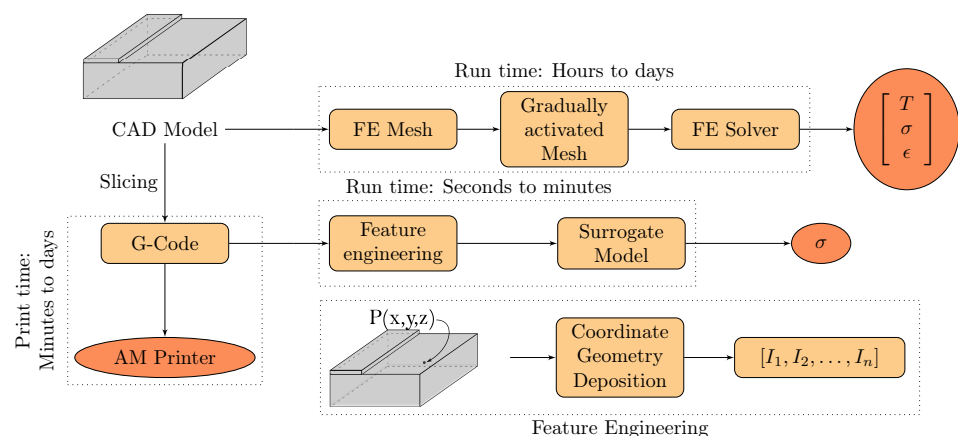 Run time: Hours to days
CAD Model
FE Mesh
Gradually
activated
Mesh
FE Solver
T
σ
ϵ
Slicing
Run time: Seconds to minutes
Print time:
Minutes to days
G-Code
Feature
engineering
Surrogate
Model
σ
AM Printer
P(x,y,z)
Coordinate
Geometry
Deposition
[I₁, I₂, . . . , Iₙ]
Feature Engineering